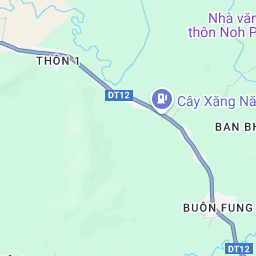 Nhà văn
thôn Noh P
THÔN 1
DT12
Cây Xăng Nă
BAN BH
BUÔN FUNG
DT12